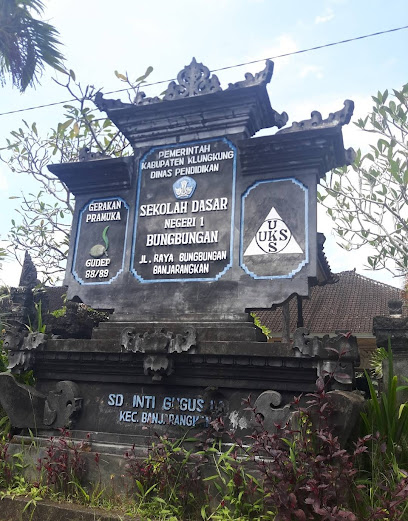 PEMERINTAH
KABUPATEN KLUNGKUNG
DINAS PENDIDIKAN
SEKOLAH DASAR
NEGERI 1
BUNGBUNGAN
JL. RAYA BUNGBUNGAN
BANJARANGKAN
GERAKAN
PRAMUKA
GUDEP
88/89
UKS
UKS
SD INTI GUGUS
KEC. BANJARANGKAN